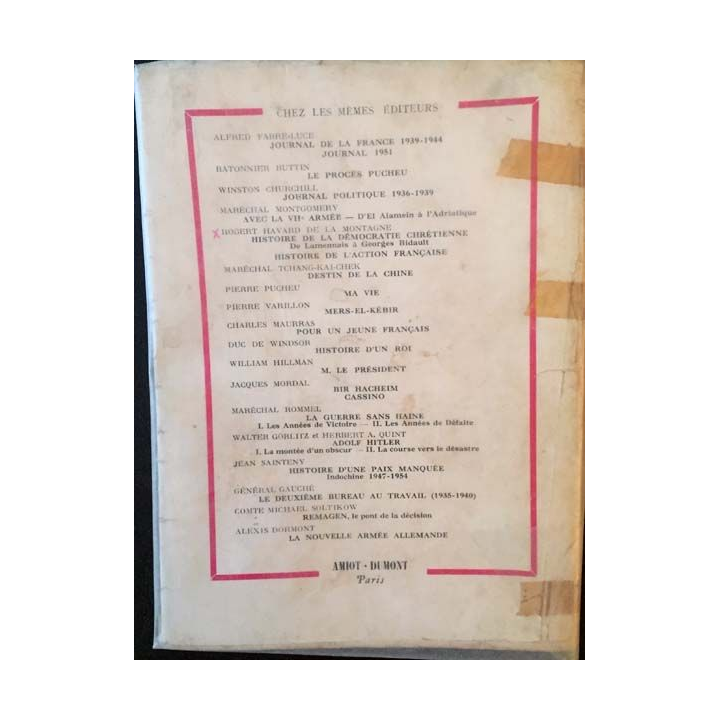 CHEZ LES MÊMES ÉDITEURS
ALFRED FABRE-LUCE
JOURNAL DE LA FRANCE 1939-1944
JOURNAL 1951
BATONNIER BUTTIN
LE PROCÈS PUCHEU
WINSTON CHURCHILL
JOURNAL POLITIQUE 1936-1939
MARÉCHAL MONTGOMERY
AVEC LA VIIe ARMÉE — D'El Alamein à l'Adriatique
ROBERT HAVARD DE LA MONTAGNE
HISTOIRE DE LA DÉMOCRATIE CHRÉTIENNE
De Lamennais à Georges Bidault
HISTOIRE DE L'ACTION FRANÇAISE
MARÉCHAL TCHANG-KAI-CHEK
DESTIN DE LA CHINE
PIERRE PUCHEU
MA VIE
PIERRE VARILLON
MERS-EL-KÉBIR
CHARLES MAURRAS
POUR UN JEUNE FRANÇAIS
DUC DE WINDSOR
HISTOIRE D'UN ROI
WILLIAM HILLMAN
M. LE PRÉSIDENT
JACQUES MORDAL
BIR HACHEIM
CASSINO
MARÉCHAL ROMMEL
LA GUERRE SANS HAINE
I. Les Années de Victoire — II. Les Années de Défaite
WALTER GÖRLITZ et HERBERT A. QUINT
ADOLF HITLER
I. La montée d'un obscur — II. La course vers le désastre
JEAN SAINTENY
HISTOIRE D'UNE PAIX MANQUÉE
Indochine 1947-1954
GÉNÉRAL GAUCHÉ
LE DEUXIÈME BUREAU AU TRAVAIL (1935-1940)
COMTE MICHAEL SOLTIKOW
REMAGEN, le pont de la décision
ALEXIS DORMONT
LA NOUVELLE ARMÉE ALLEMANDE
AMIOT - DUMONT
Paris